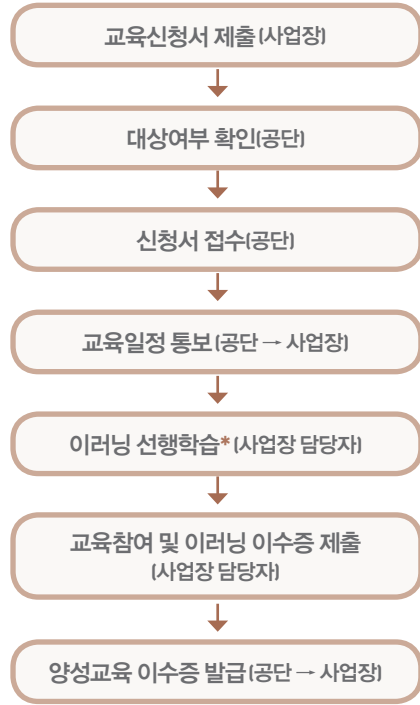 교육신청서 제출(사업장)
대상여부 확인(공단)
신청서 접수(공단)
교육일정 통보(공단 → 사업장)
이러닝 선행학습*(사업장 담당자)
교육참여 및 이러닝 이수증 제출
(사업장 담당자)
양성교육 이수증 발급(공단 → 사업장)